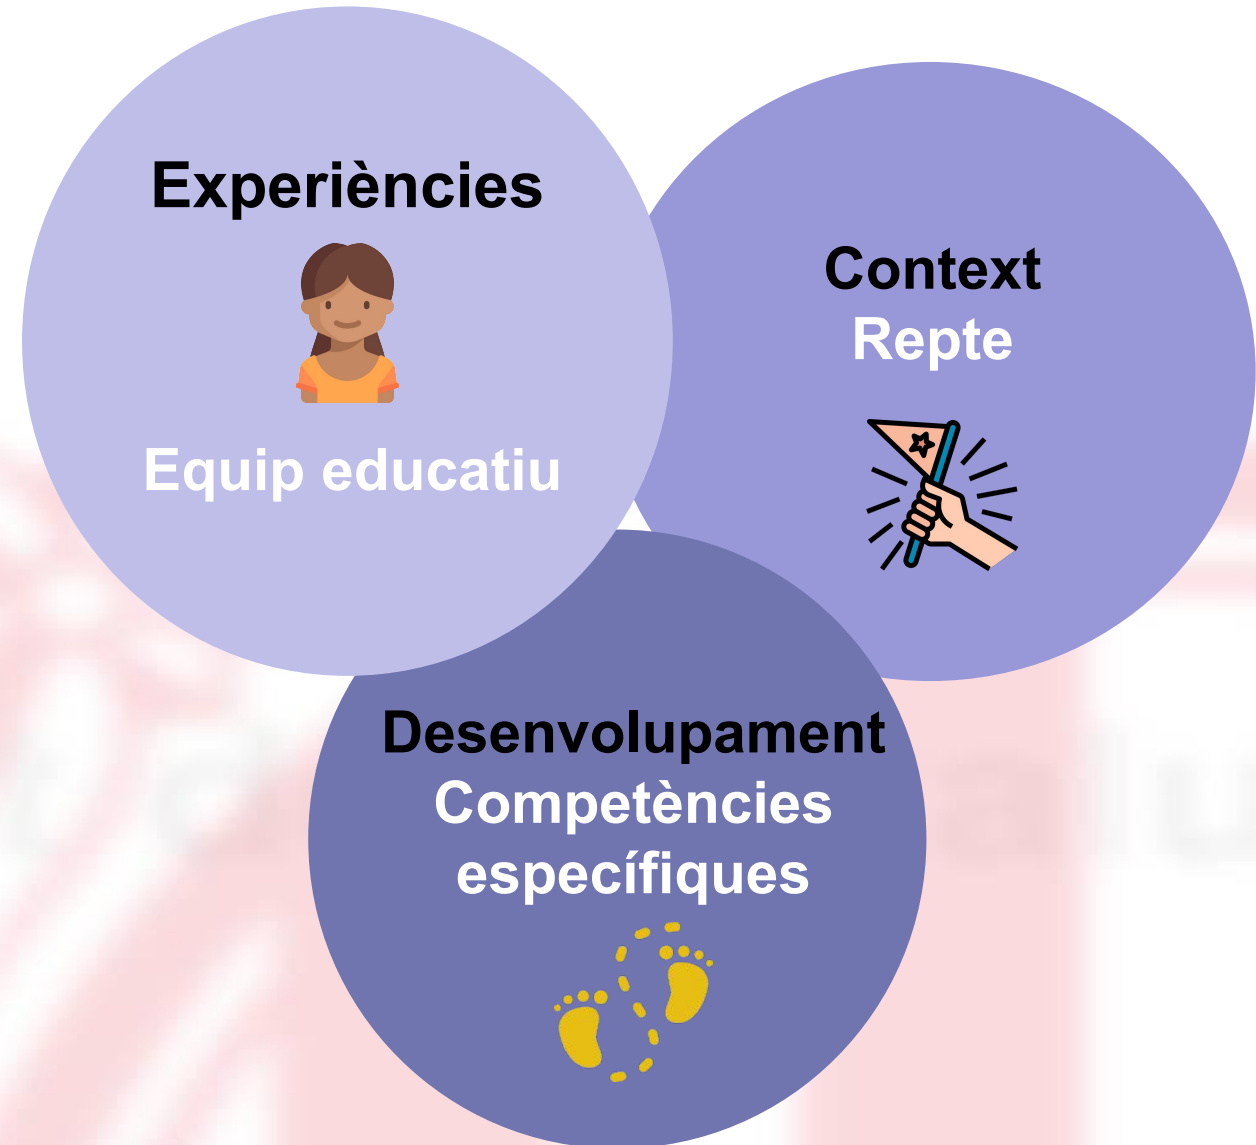 Experiències
Equip educatiu
Context
Repte
Desenvolupament
Competències
específiques